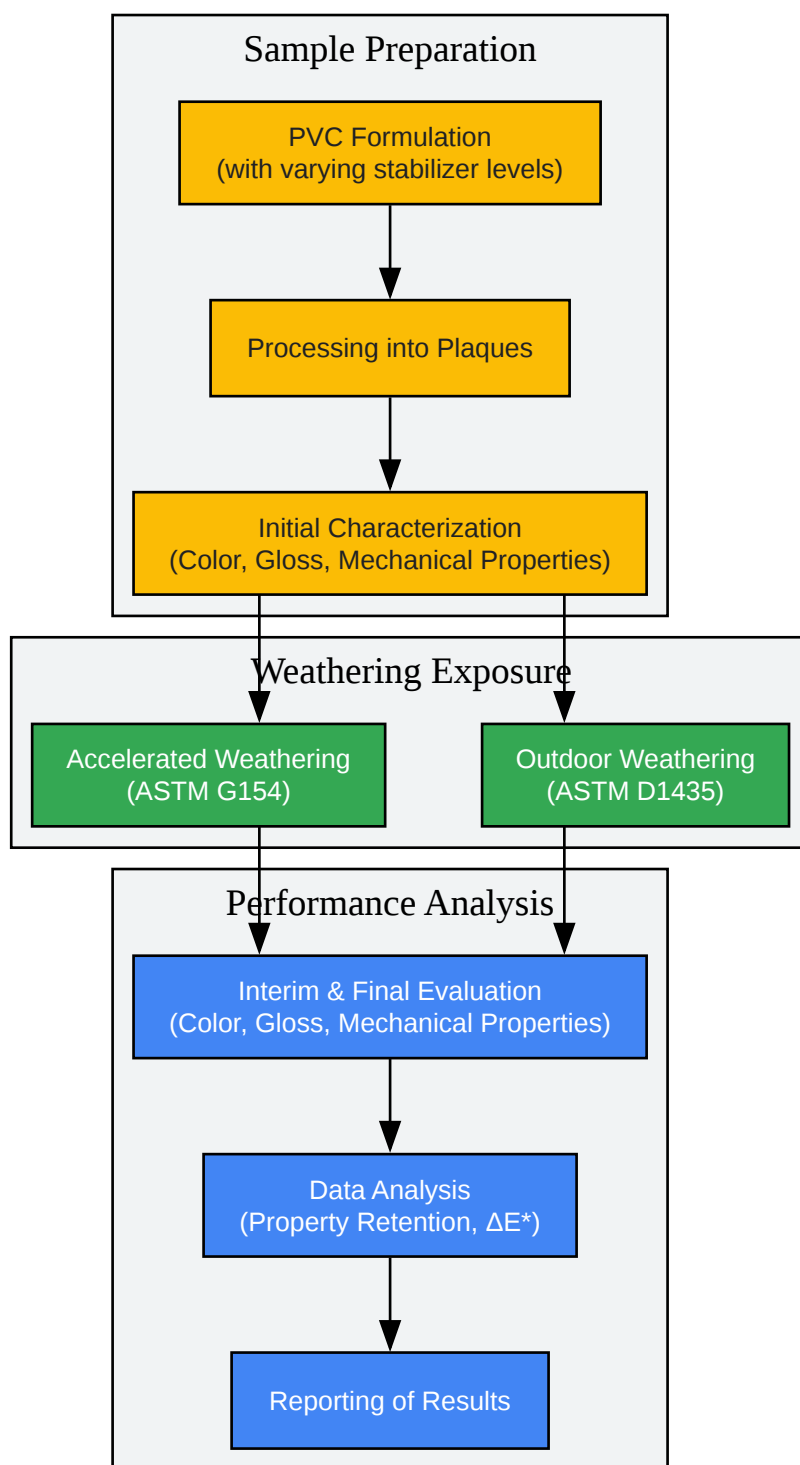 Sample Preparation
PVC Formulation
(with varying stabilizer levels)
Processing into Plaques
Initial Characterization
(Color, Gloss, Mechanical Properties)
Weathering Exposure
Accelerated Weathering
(ASTM G154)
Outdoor Weathering
(ASTM D1435)
Performance Analysis
Interim & Final Evaluation
(Color, Gloss, Mechanical Properties)
Data Analysis
(Property Retention, ΔE*)
Reporting of Results